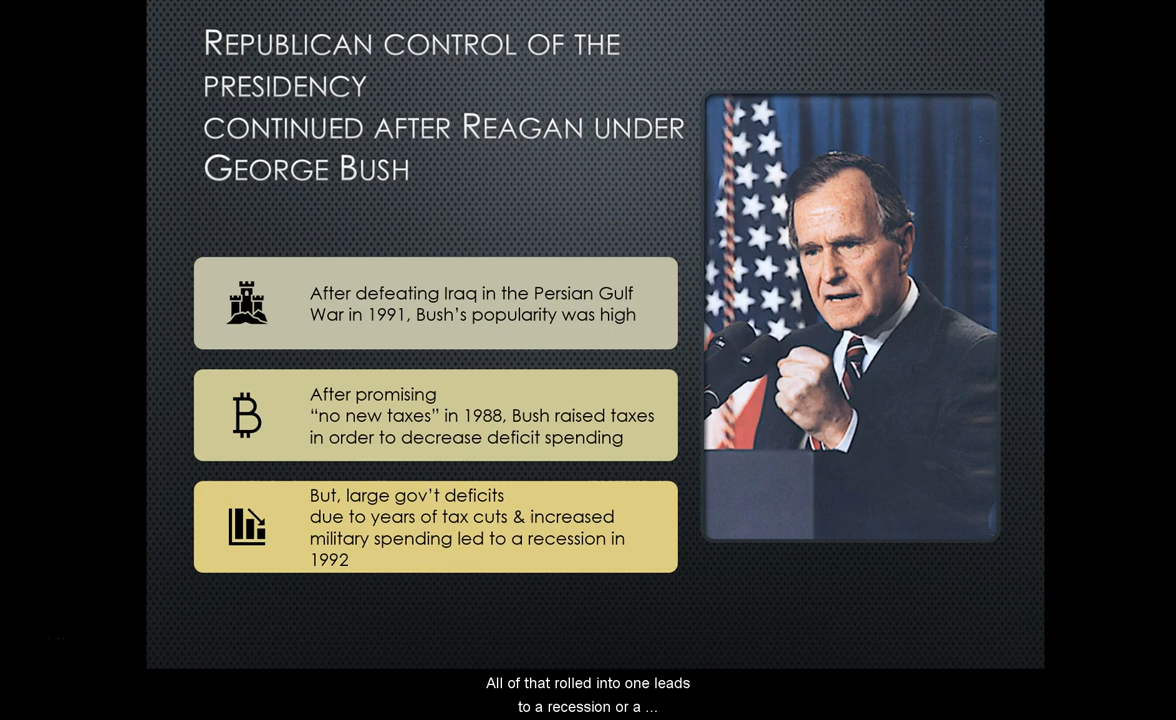 REPUBLICAN CONTROL OF THE
PRESIDENCY
CONTINUED AFTER REAGAN UNDER
GEORGE BUSH
After defeating Iraq in the Persian Gulf
War in 1991, Bush’s popularity was high
After promising
“no new taxes” in 1988, Bush raised taxes
in order to decrease deficit spending
But, large gov’t deficits
due to years of tax cuts & increased
military spending led to a recession in
1992
All of that rolled into one leads
to a recession or a ...